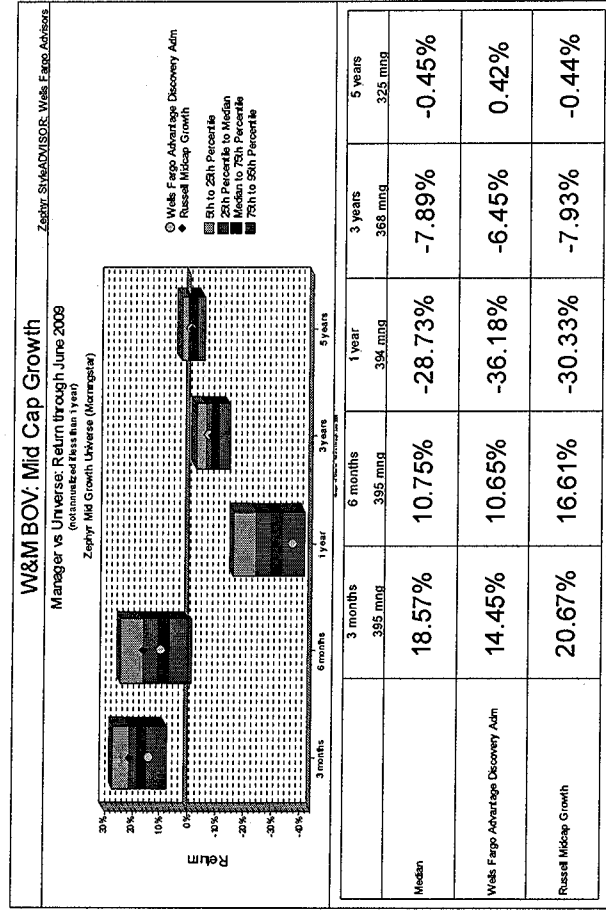 W&M BOV: Mid Cap Growth
Manager vs Universe: Return through June 2009
(not annualized if less than 1 year)
Zephyr StyleADVISOR: Wells Fargo Advisors
Zephyr Mid Growth Universe (Morningstar)
Return
30%
20%
10%
0%
-10%
-20%
-30%
-40%
3 months
6 months
1 year
3 years
5 years
Wells Fargo Advantage Discovery Adm
Russell Midcap Growth
5th to 25th Percentile
25th Percentile to Median
Median to 75th Percentile
75th to 95th Percentile
3 months 6 months 1 year 3 years 5 years
395 mng 395 mng 394 mng 368 mng 325 mng
Median 18.57% 10.75% -28.73% -7.89% -0.45%
Wells Fargo Advantage Discovery Adm 14.45% 10.65% -36.18% -6.45% 0.42%
Russell Midcap Growth 20.67% 16.61% -30.33% -7.93% -0.44%